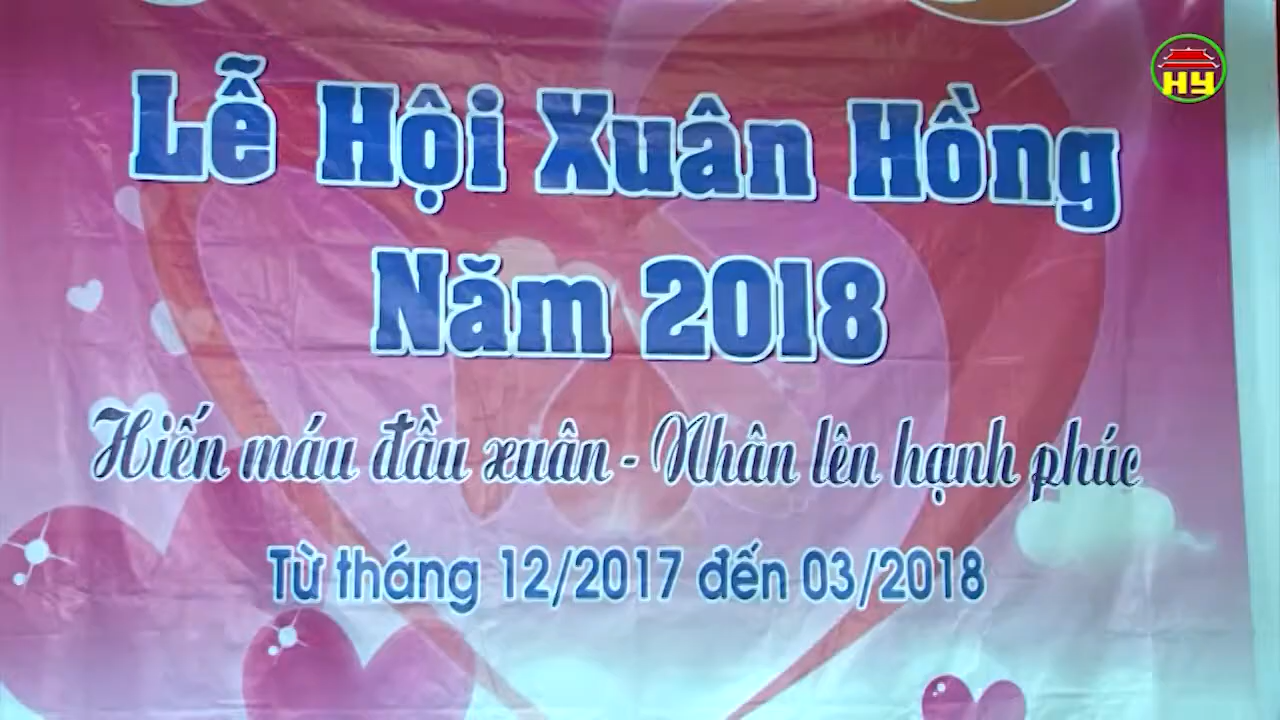 HY
Lễ Hội Xuân Hồng
Năm 2018
Hiến máu đầu xuân - Nhân lên hạnh phúc
Từ tháng 12/2017 đến 03/2018